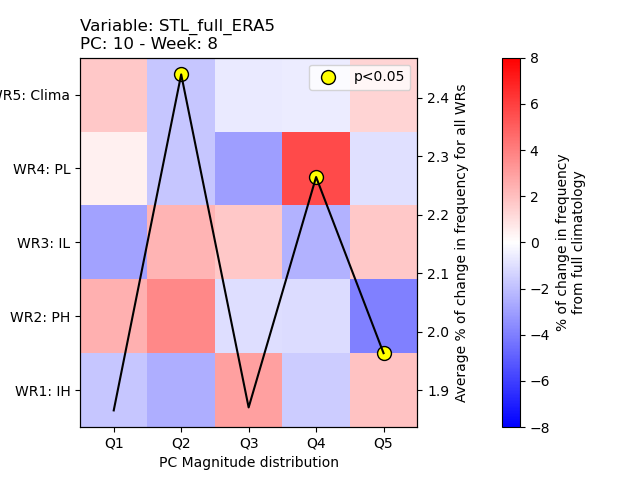 Variable: STL_full_ERA5
PC: 10 - Week: 8
p<0.05
WR5: Clima
WR4: PL
WR3: IL
WR2: PH
WR1: IH
Q1 Q2 Q3 Q4 Q5
PC Magnitude distribution
2.4
2.3
2.2
2.1
2.0
1.9
Average % of change in frequency for all WRs
8
6
4
2
0
−2
−4
−6
−8
% of change in frequency
from full climatology